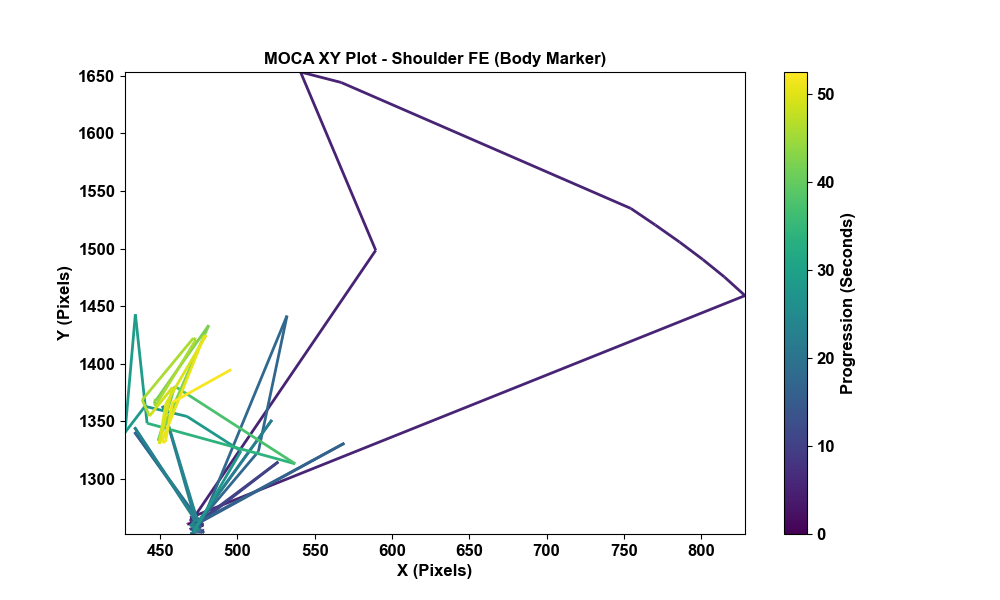 MOCA XY Plot - Shoulder FE (Body Marker)
1650
1600
1550
1500
1450
1400
1350
1300
Y (Pixels)
450 500 550 600 650 700 750 800
X (Pixels)
50
40
30
20
10
0
Progression (Seconds)